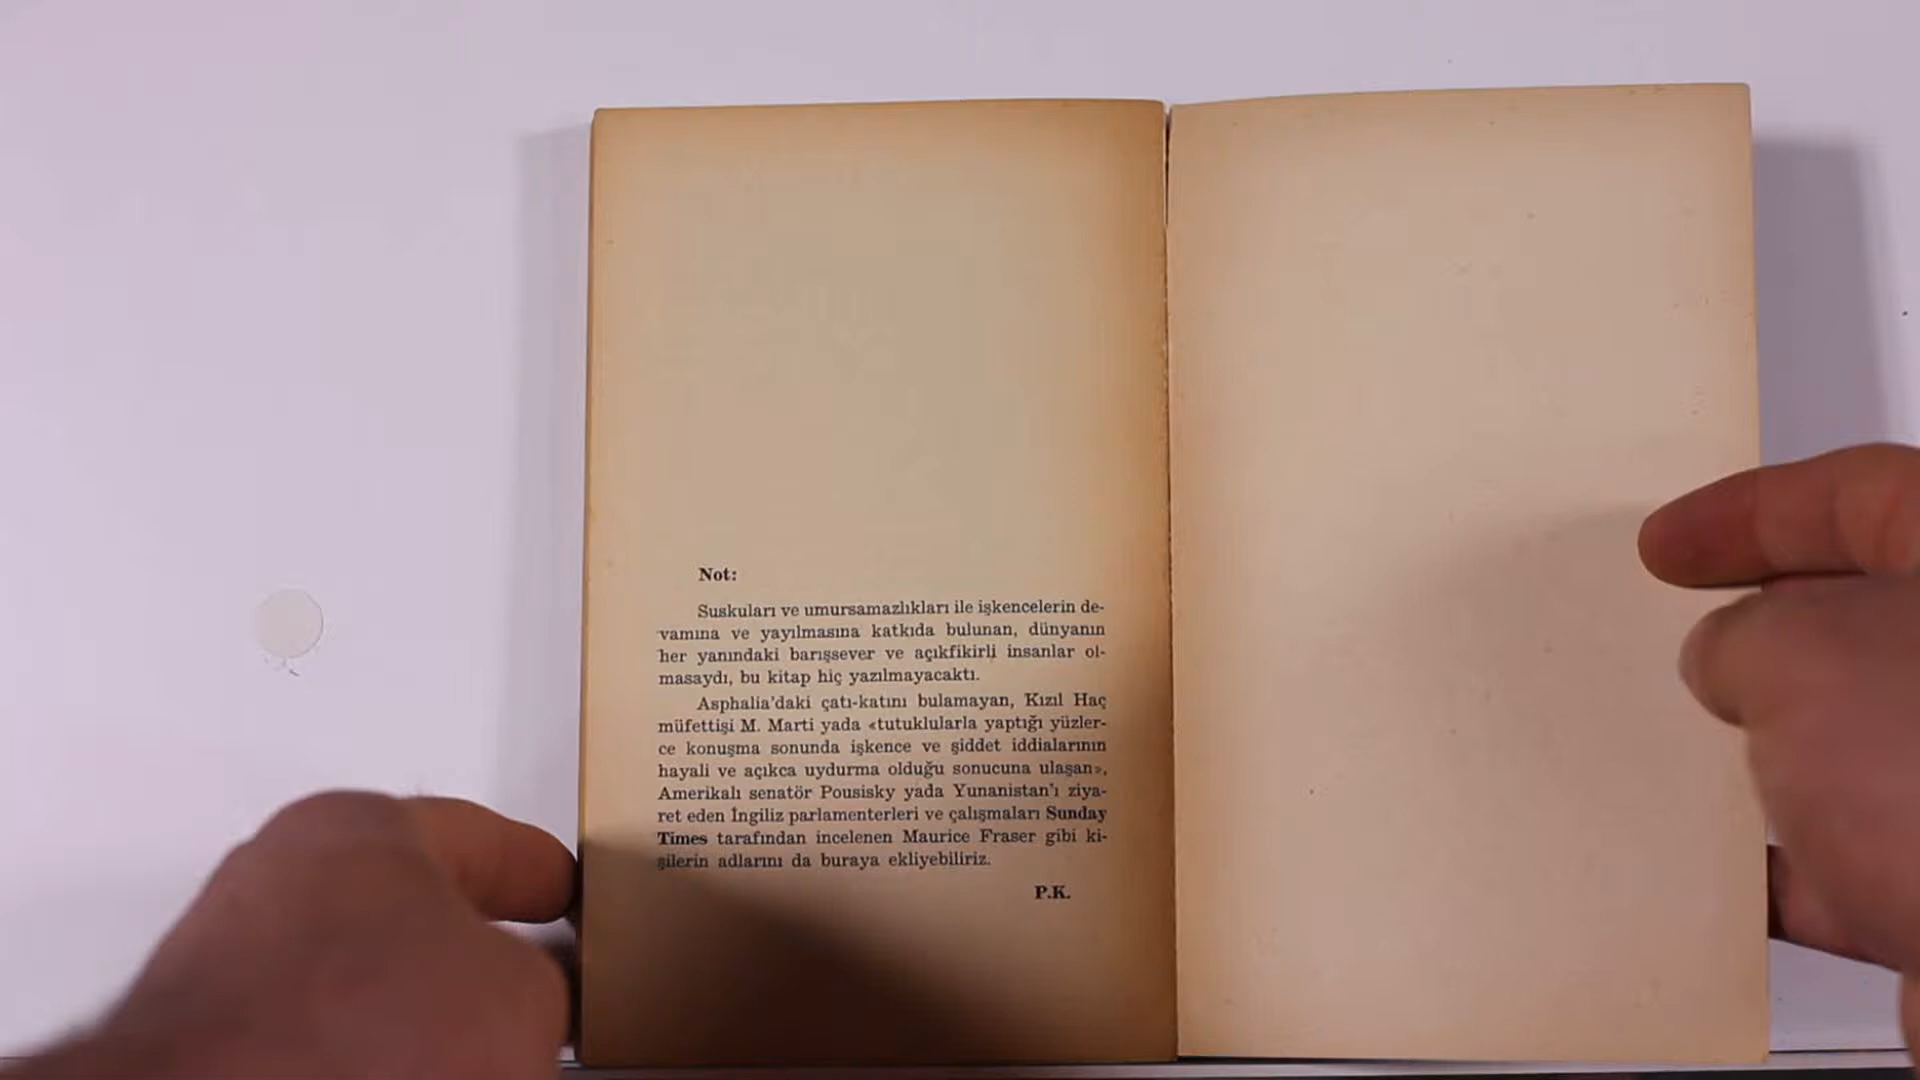 Not:
Suskuları ve umursamazlıkları ile işkencelerin de-
vamına ve yayılmasına katkıda bulunan, dünyanın
her yanındaki barışsever ve açıkfikirli insanlar ol-
masaydı, bu kitap hiç yazılmayacaktı.
Asphalia'daki çatı-katını bulamayan, Kızıl Haç
müfettişi M. Marti yada «tutuklularla yaptığı yüzler-
ce konuşma sonunda işkence ve şiddet iddialarının
hayali ve açıkca uydurma olduğu sonucuna ulaşan»,
Amerikalı senatör Pousisky yada Yunanistan'ı ziya-
ret eden İngiliz parlamenterleri ve çalışmaları Sunday
Times tarafından incelenen Maurice Fraser gibi ki-
şilerin adlarını da buraya ekliyebiliriz.
P.K.